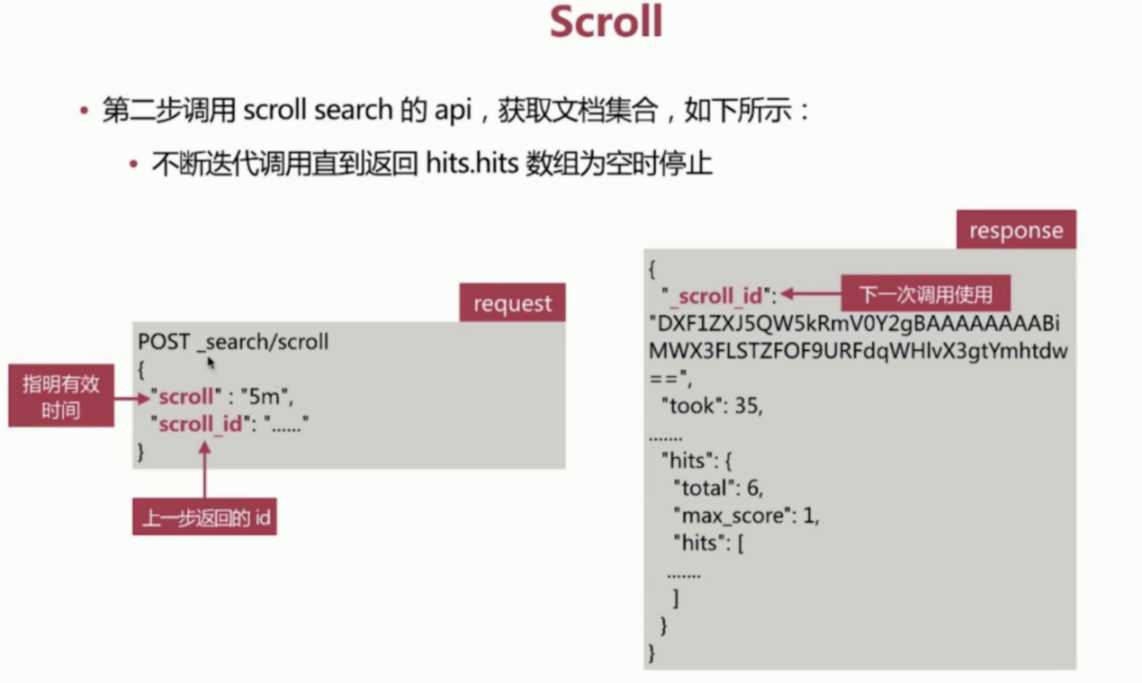 Scroll
• 第二步调用 scroll search 的 api，获取文档集合，如下所示：
• 不断迭代调用直到返回 hits.hits 数组为空时停止
request
POST _search/scroll
{
"scroll" : "5m",
"scroll_id": "......"
}
指明有效
时间
上一步返回的 id
response
{
"_scroll_id":
下一次调用使用
"DXF1ZXJ5QW5kRmV0Y2gBAAAAAAAABi
MWX3FLSTZFOF9URFdqWHlvX3gtYmhtdw
==",
"took": 35,
.......
"hits": {
"total": 6,
"max_score": 1,
"hits": [
.......
]
}
}